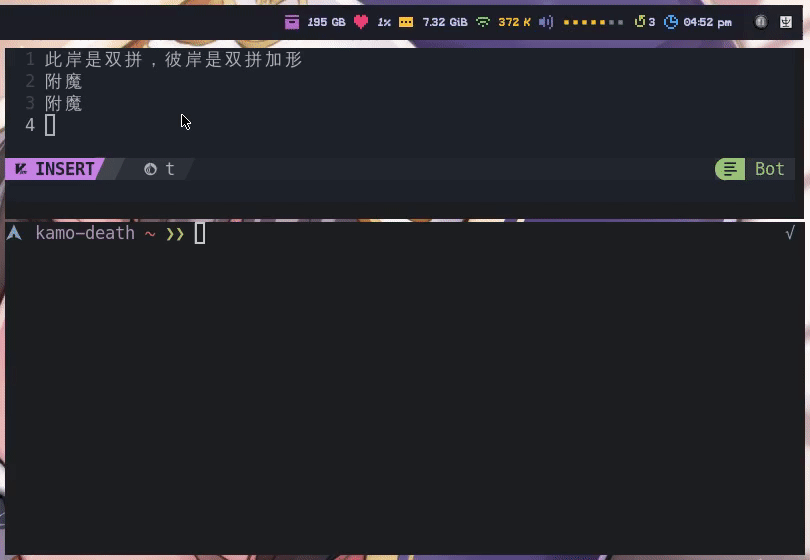 195 GB 1% 7.32 GiB 372 K 3 04:52 pm
1 此岸是双拼，彼岸是双拼加形
2 附魔
3 附魔
4
INSERT t Bot
kamo-death ~ ❯❯ √